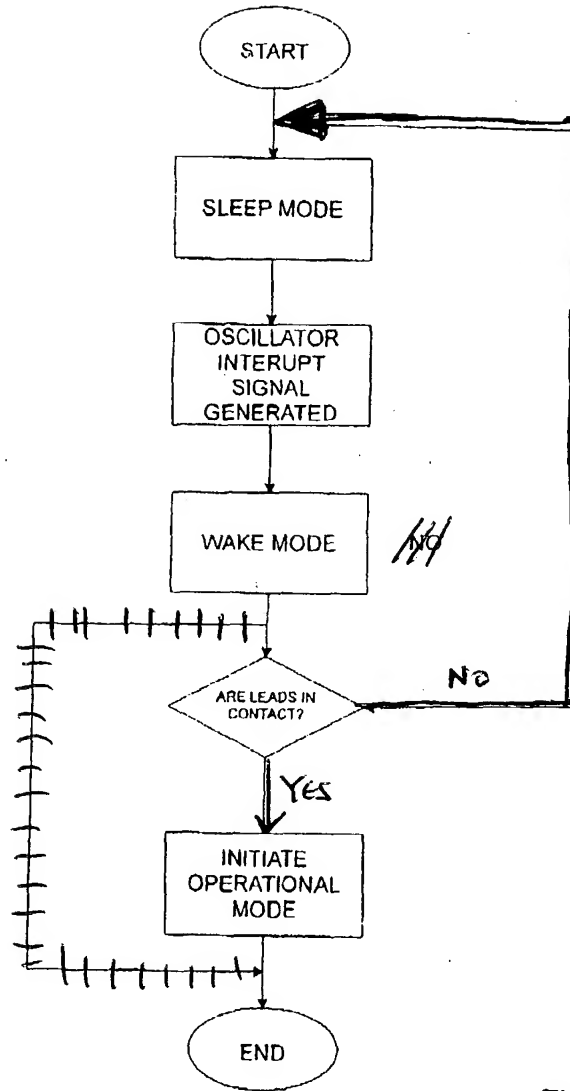 START
SLEEP MODE
OSCILLATOR
INTERUPT
SIGNAL
GENERATED
WAKE MODE
NO
ARE LEADS IN
CONTACT?
NO
YES
INITIATE
OPERATIONAL
MODE
END